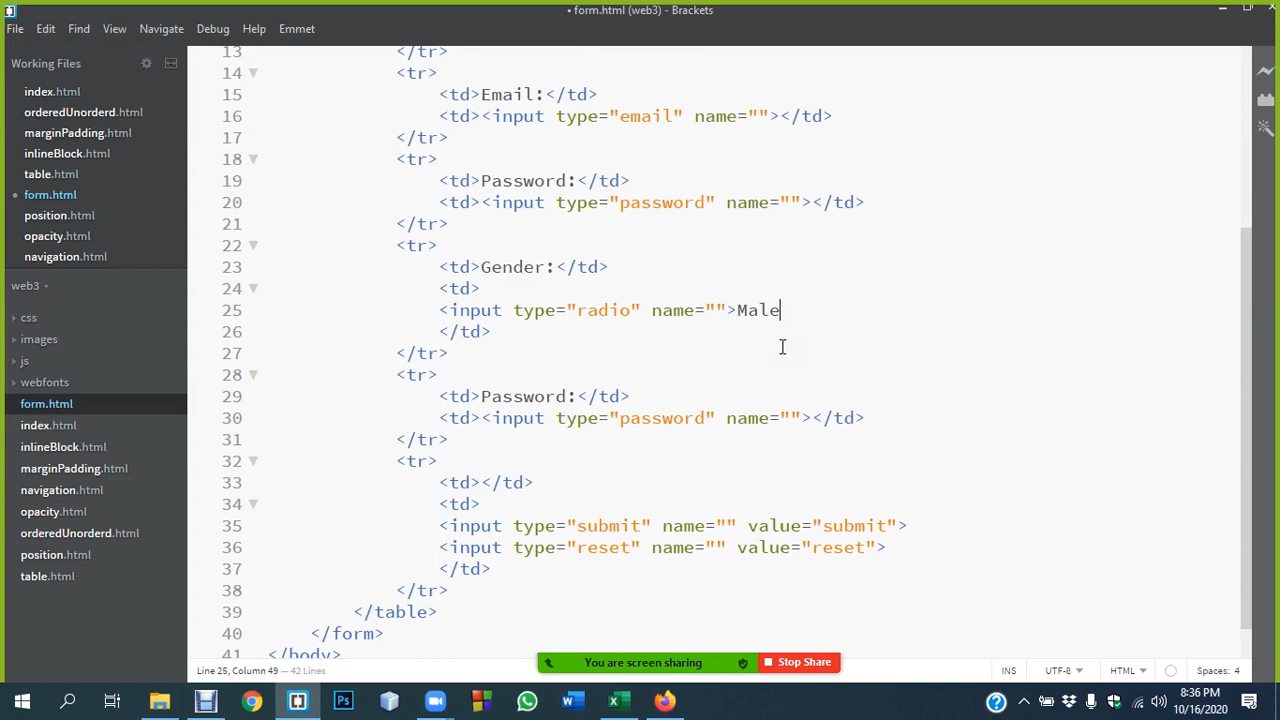 • form.html (web3) - Brackets
File Edit Find View Navigate Debug Help Emmet
Working Files
index.html
orderedUnorderd.html
marginPadding.html
inlineBlock.html
table.html
form.html
position.html
opacity.html
navigation.html
web3
css
images
js
webfonts
form.html
index.html
inlineBlock.html
marginPadding.html
navigation.html
opacity.html
orderedUnorderd.html
position.html
table.html
13 </tr>
14 <tr>
15 <td>Email:</td>
16 <td><input type="email" name=""></td>
17 </tr>
18 <tr>
19 <td>Password:</td>
20 <td><input type="password" name=""></td>
21 </tr>
22 <tr>
23 <td>Gender:</td>
24 <td>
25 <input type="radio" name="">Male
26 </td>
27 </tr>
28 <tr>
29 <td>Password:</td>
30 <td><input type="password" name=""></td>
31 </tr>
32 <tr>
33 <td></td>
34 <td>
35 <input type="submit" name="" value="submit">
36 <input type="reset" name="" value="reset">
37 </td>
38 </tr>
39 </table>
40 </form>
41 </body>
Line 25, Column 49 — 42 Lines
You are screen sharing
Stop Share
INS UTF-8 HTML Spaces: 4
8:36 PM
10/16/2020